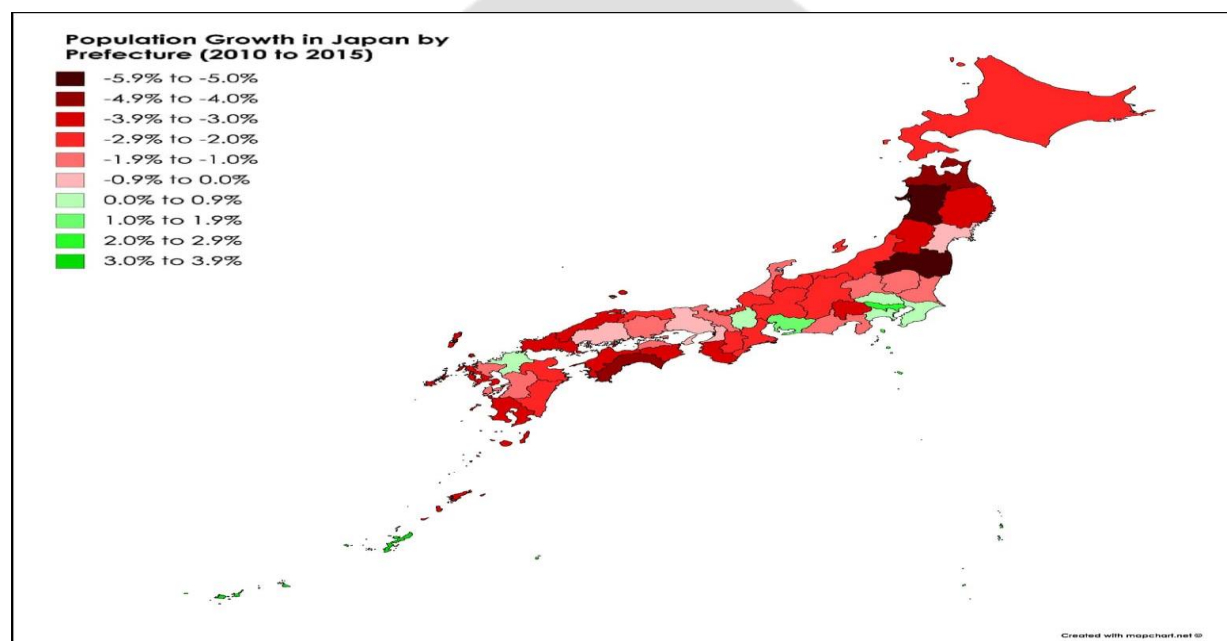 Population Growth in Japan by
Prefecture (2010 to 2015)
-5.9% to -5.0%
-4.9% to -4.0%
-3.9% to -3.0%
-2.9% to -2.0%
-1.9% to -1.0%
-0.9% to 0.0%
0.0% to 0.9%
1.0% to 1.9%
2.0% to 2.9%
3.0% to 3.9%
Created with mapchart.net ©